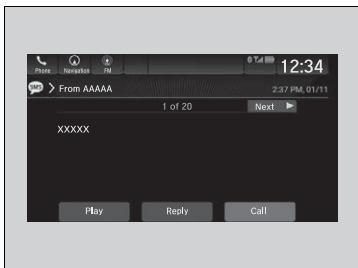 Phone Navigation FM 12:34
SMS From AAAAA 2:37 PM, 01/11
1 of 20 Next
XXXXX
Play Reply Call